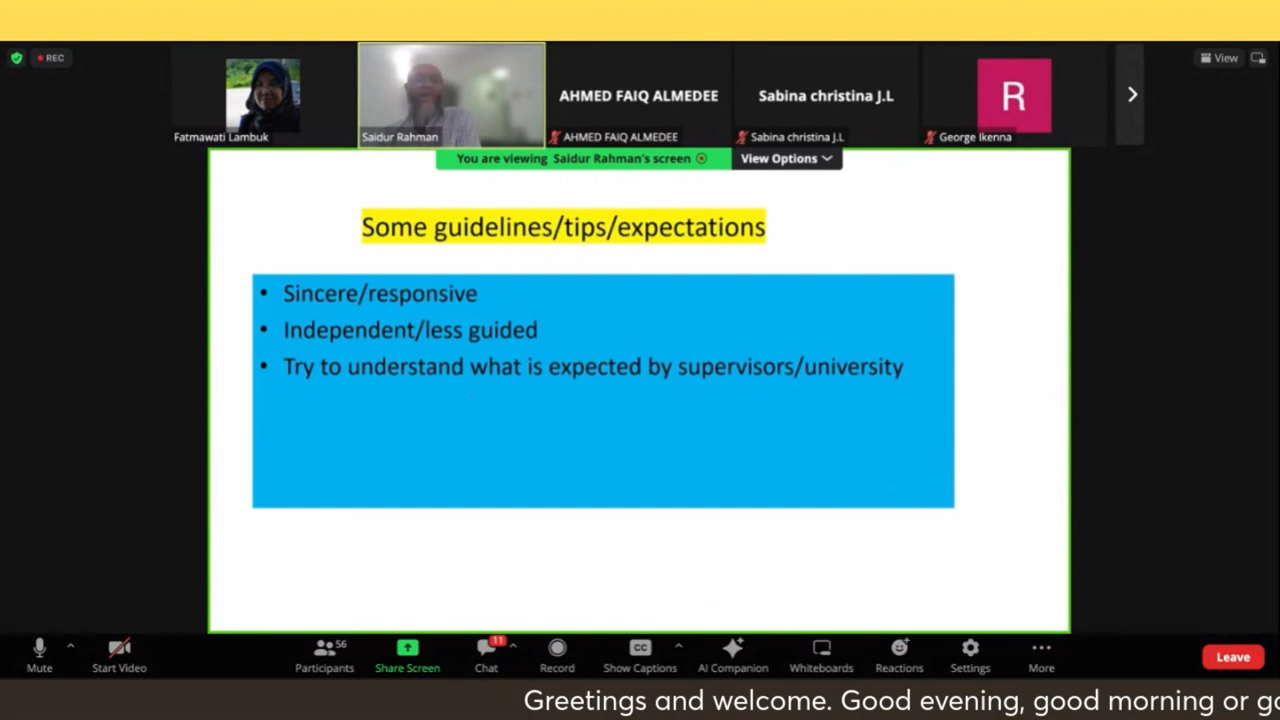 REC
View
AHMED FAIQ ALMEDEE
Sabina christina J.L
R
Fatmawati Lambuk
Saidur Rahman
AHMED FAIQ ALMEDEE
Sabina christina J.L
George Ikenna
You are viewing Saidur Rahman's screen
View Options
Some guidelines/tips/expectations
• Sincere/responsive
• Independent/less guided
• Try to understand what is expected by supervisors/university
Mute
Start Video
56
Participants
Share Screen
11
Chat
Record
CC
Show Captions
AI Companion
Whiteboards
Reactions
Settings
More
Leave
Greetings and welcome. Good evening, good morning or